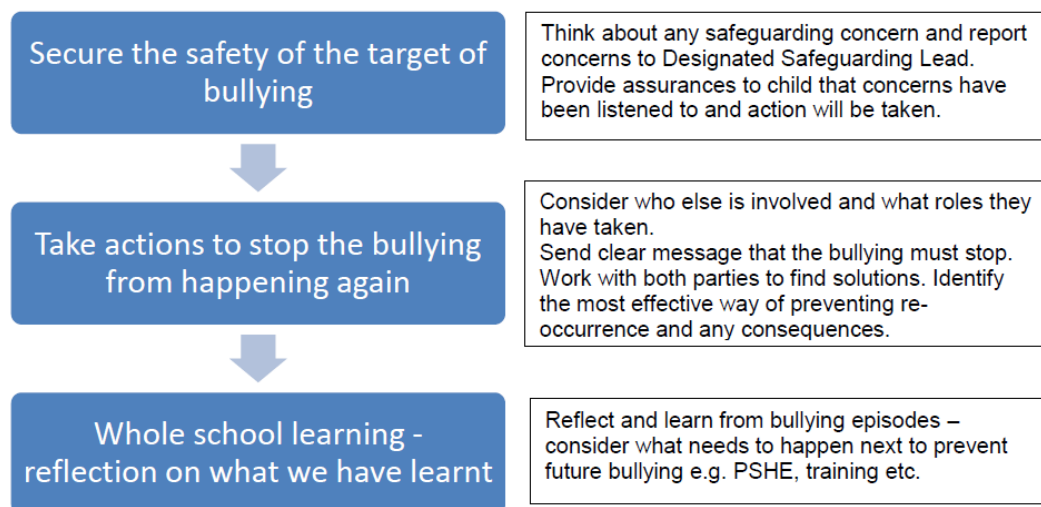 Secure the safety of the target of
bullying
Think about any safeguarding concern and report
concerns to Designated Safeguarding Lead.
Provide assurances to child that concerns have
been listened to and action will be taken.
Take actions to stop the bullying
from happening again
Consider who else is involved and what roles they
have taken.
Send clear message that the bullying must stop.
Work with both parties to find solutions. Identify
the most effective way of preventing re-
occurrence and any consequences.
Whole school learning -
reflection on what we have learnt
Reflect and learn from bullying episodes –
consider what needs to happen next to prevent
future bullying e.g. PSHE, training etc.